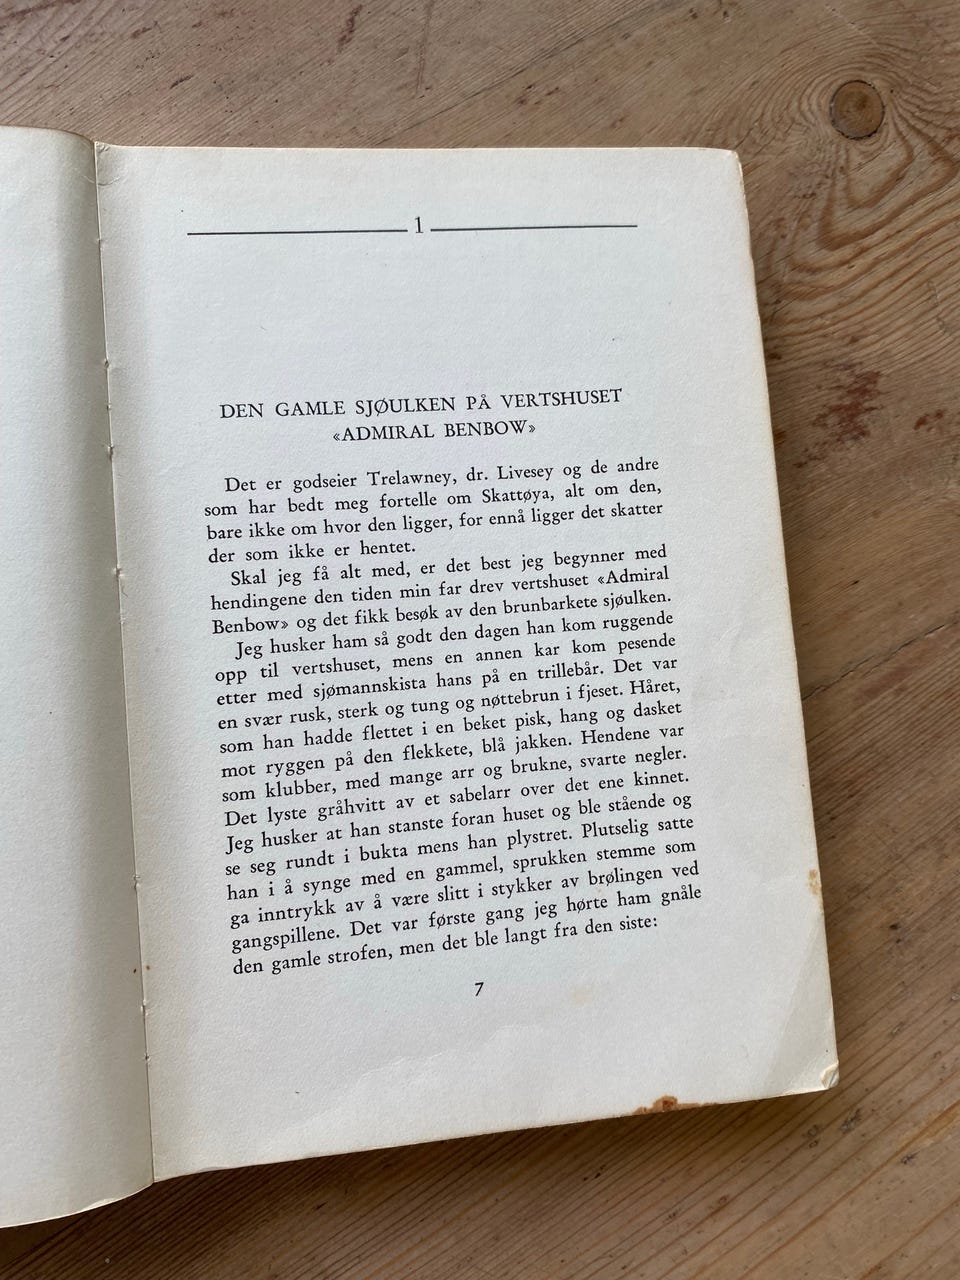 1
DEN GAMLE SJØULKEN PÅ VERTSHUSET
«ADMIRAL BENBOW»
Det er godseier Trelawney, dr. Livesey og de andre
som har bedt meg fortelle om Skattøya, alt om den,
bare ikke om hvor den ligger, for ennå ligger det skatter
der som ikke er hentet.
Skal jeg få alt med, er det best jeg begynner med
hendingene den tiden min far drev vertshuset «Admiral
Benbow» og det fikk besøk av den brunbarkete sjøulken.
Jeg husker ham så godt den dagen han kom ruggende
opp til vertshuset, mens en annen kar kom pesende
etter med sjømannskista hans på en trillebår. Det var
en svær rusk, sterk og tung og nøttebrun i fjeset. Håret,
som han hadde flettet i en beket pisk, hang og dasket
mot ryggen på den flekkete, blå jakken. Hendene var
som klubber, med mange arr og brukne, svarte negler.
Det lyste gråhvitt av et sabelarr over det ene kinnet.
Jeg husker at han stanste foran huset og ble stående og
se seg rundt i bukta mens han plystret. Plutselig satte
han i å synge med en gammel, sprukken stemme som
ga inntrykk av å være slitt i stykker av brølingen ved
gangspillene. Det var første gang jeg hørte ham gnåle
den gamle strofen, men det ble langt fra den siste:
7